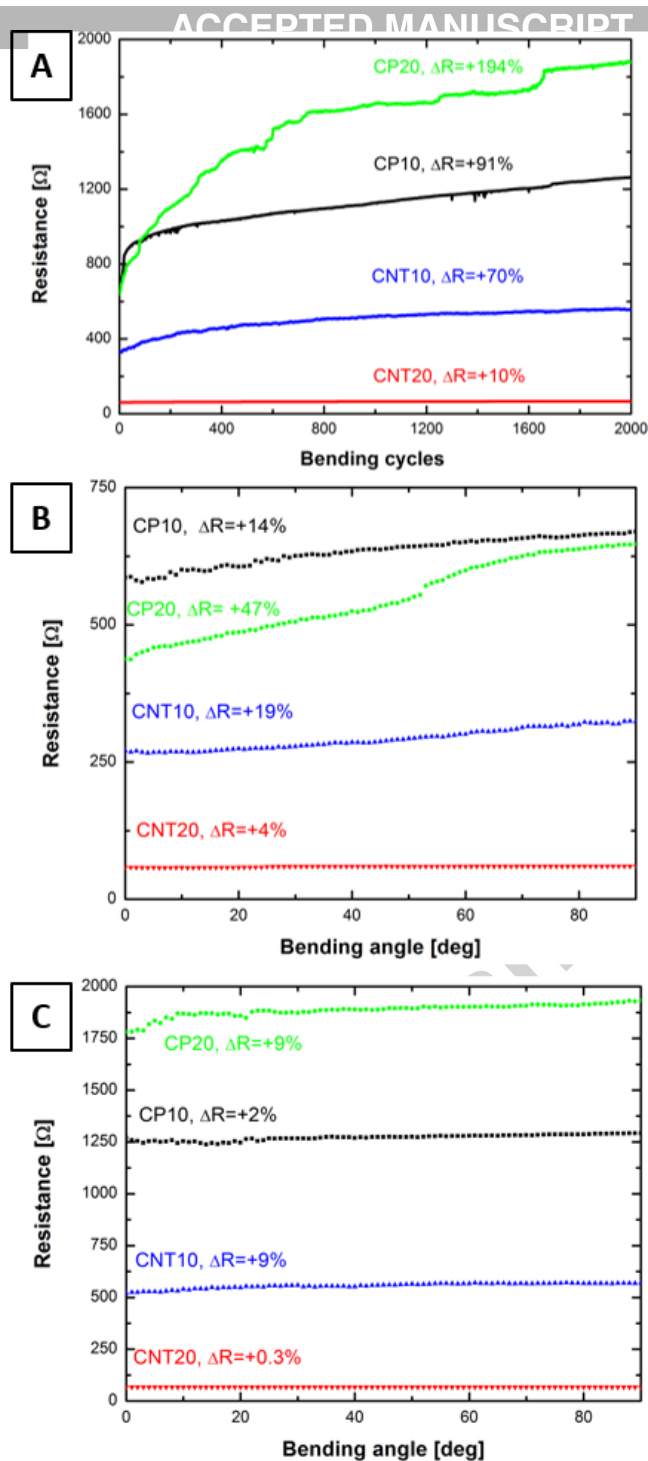 ACCEPTED MANUSCRIPT
A
2000
1600
1200
800
400
0
Resistance [Ω]
CP20, ΔR=+194%
CP10, ΔR=+91%
CNT10, ΔR=+70%
CNT20, ΔR=+10%
0 400 800 1200 1600 2000
Bending cycles
B
750
500
250
0
Resistance [Ω]
CP10, ΔR=+14%
CP20, ΔR= +47%
CNT10, ΔR=+19%
CNT20, ΔR=+4%
0 20 40 60 80
Bending angle [deg]
C
2000
1750
1500
1250
1000
750
500
250
0
Resistance [Ω]
CP20, ΔR=+9%
CP10, ΔR=+2%
CNT10, ΔR=+9%
CNT20, ΔR=+0.3%
0 20 40 60 80
Bending angle [deg]